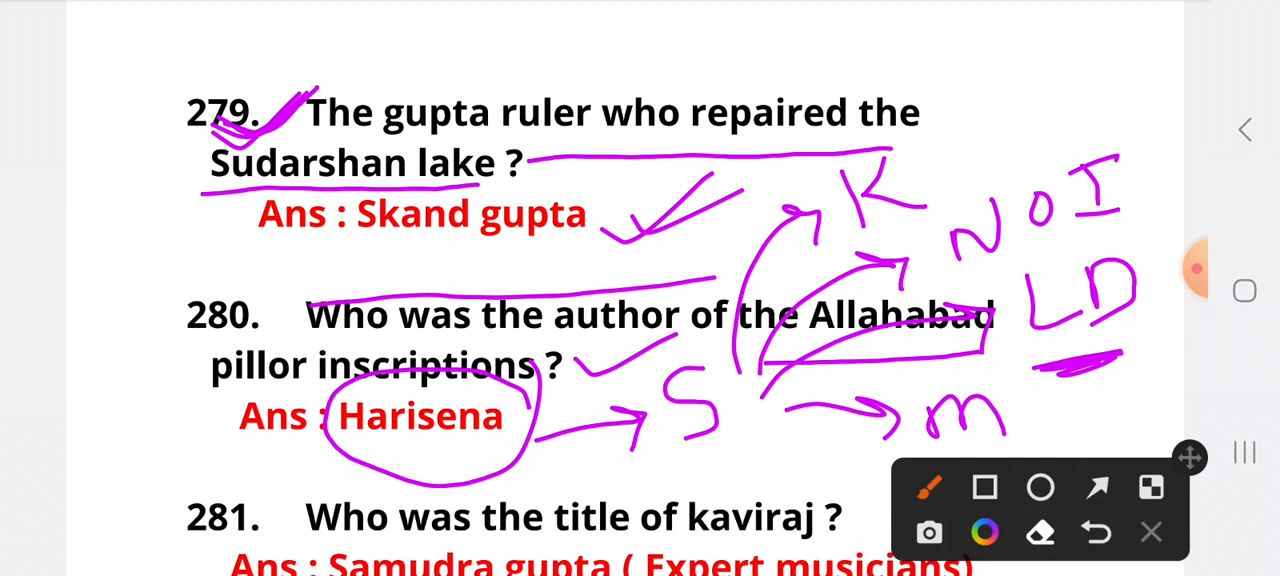 279. The gupta ruler who repaired the
Sudarshan lake ?
Ans : Skand gupta
K
N O I
280. Who was the author of the Allahabad
LD
pillor inscriptions ?
Ans : Harisena
S
m
281. Who was the title of kaviraj ?
Ans : Samudra gupta ( Expert musicians)